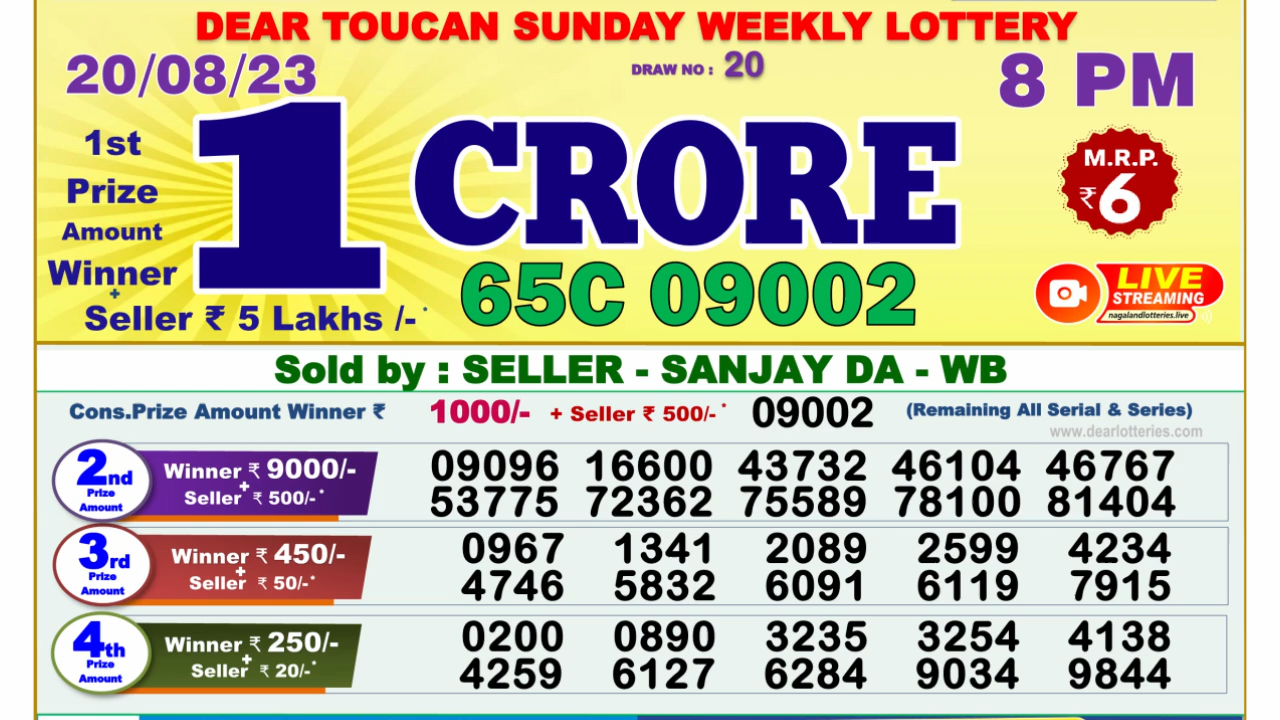 DEAR TOUCAN SUNDAY WEEKLY LOTTERY
20/08/23
DRAW NO : 20
8 PM
1st
Prize
Amount
Winner
+
Seller ₹ 5 Lakhs /-*
1 CRORE
65C 09002
M.R.P.
₹6
LIVE
STREAMING
nagalandlotteries.live
Sold by : SELLER - SANJAY DA - WB
Cons.Prize Amount Winner ₹ 1000/- + Seller ₹ 500/-* 09002 (Remaining All Serial & Series)
www.dearlotteries.com
2nd
Prize
Amount
Winner ₹ 9000/-
+
Seller ₹ 500/-*
09096 16600 43732 46104 46767
53775 72362 75589 78100 81404
3rd
Prize
Amount
Winner ₹ 450/-
+
Seller ₹ 50/-*
0967 1341 2089 2599 4234
4746 5832 6091 6119 7915
4th
Prize
Amount
Winner ₹ 250/-
+
Seller ₹ 20/-*
0200 0890 3235 3254 4138
4259 6127 6284 9034 9844